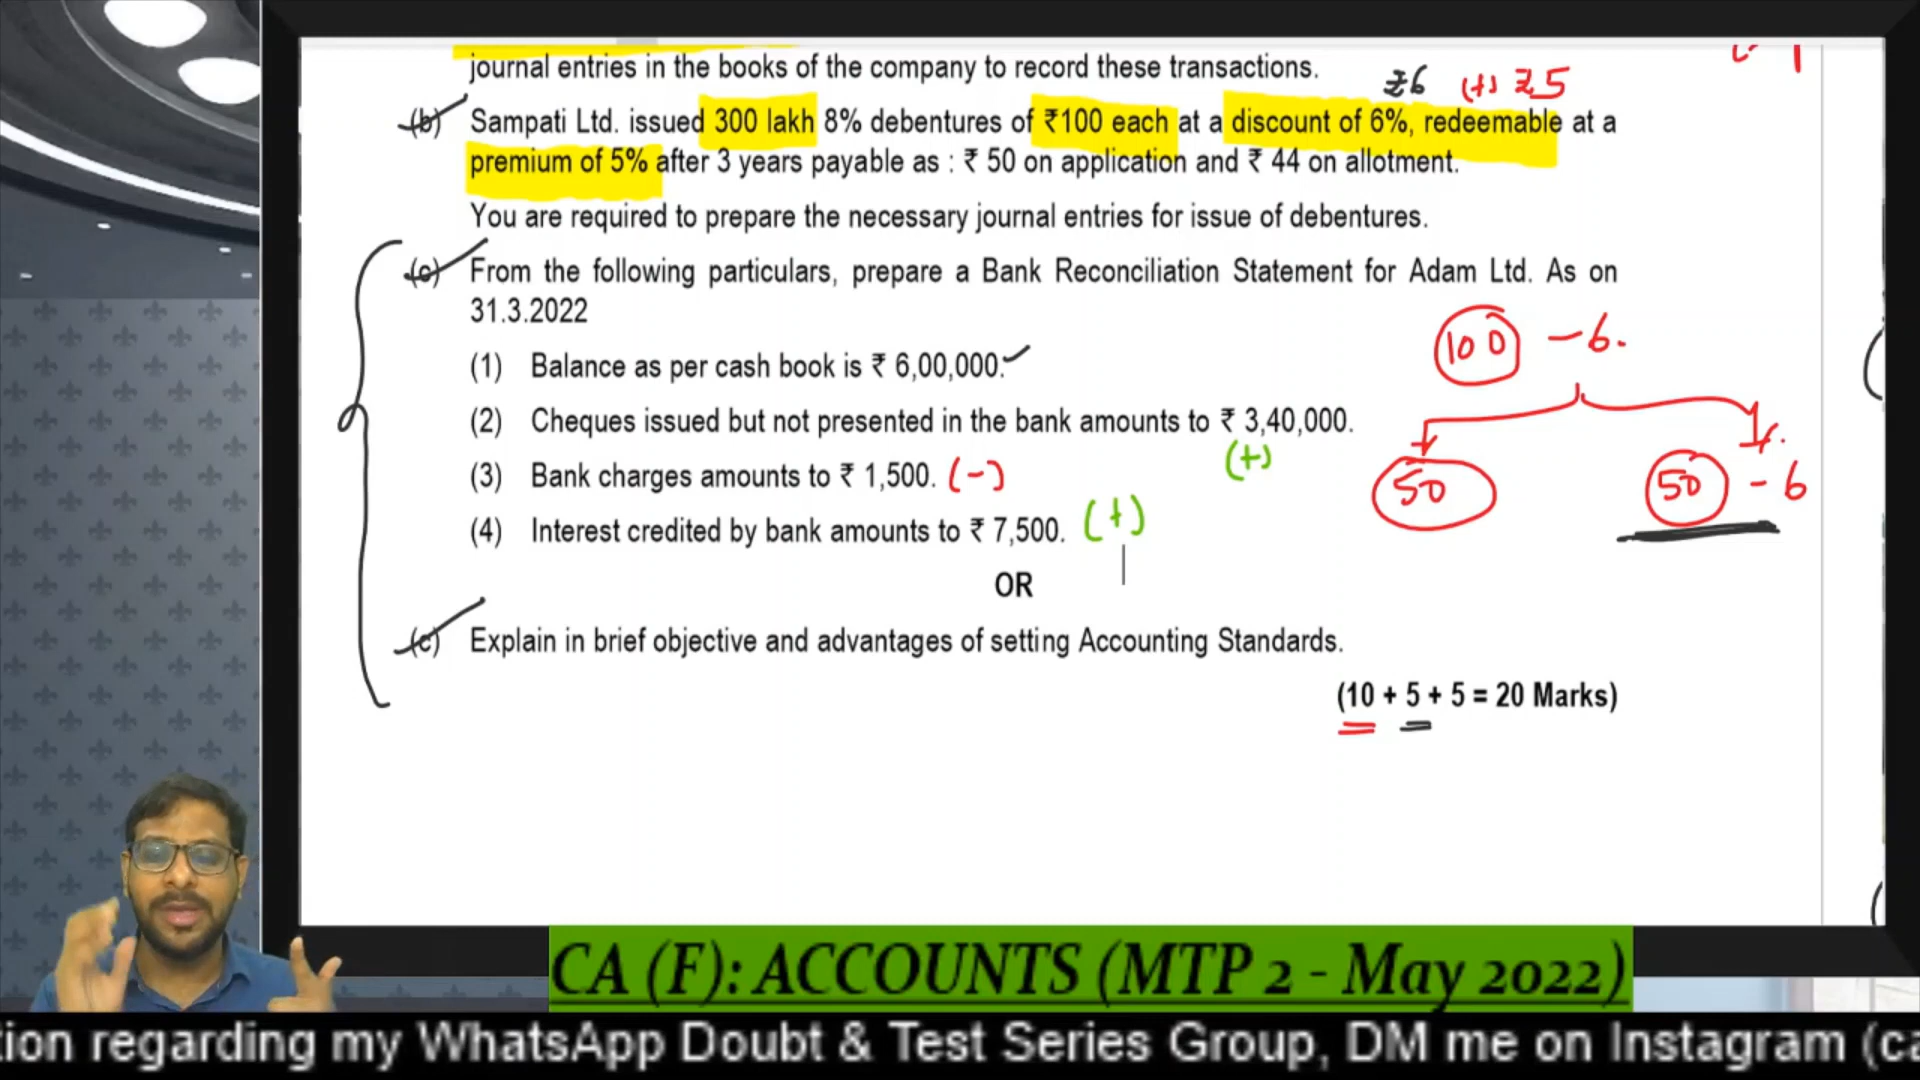 journal entries in the books of the company to record these transactions.
₹6 (+) ₹5
(b) Sampati Ltd. issued 300 lakh 8% debentures of ₹100 each at a discount of 6%, redeemable at a
premium of 5% after 3 years payable as : ₹ 50 on application and ₹ 44 on allotment.
You are required to prepare the necessary journal entries for issue of debentures.
(c) From the following particulars, prepare a Bank Reconciliation Statement for Adam Ltd. As on
31.3.2022
100 - 6.
(1) Balance as per cash book is ₹ 6,00,000.
(2) Cheques issued but not presented in the bank amounts to ₹ 3,40,000.
(+)
(3) Bank charges amounts to ₹ 1,500. (-)
50 50 - 6
(4) Interest credited by bank amounts to ₹ 7,500. (+)
OR
(c) Explain in brief objective and advantages of setting Accounting Standards.
(10 + 5 + 5 = 20 Marks)
CA (F): ACCOUNTS (MTP 2 - May 2022)
tion regarding my WhatsApp Doubt & Test Series Group, DM me on Instagram (ca